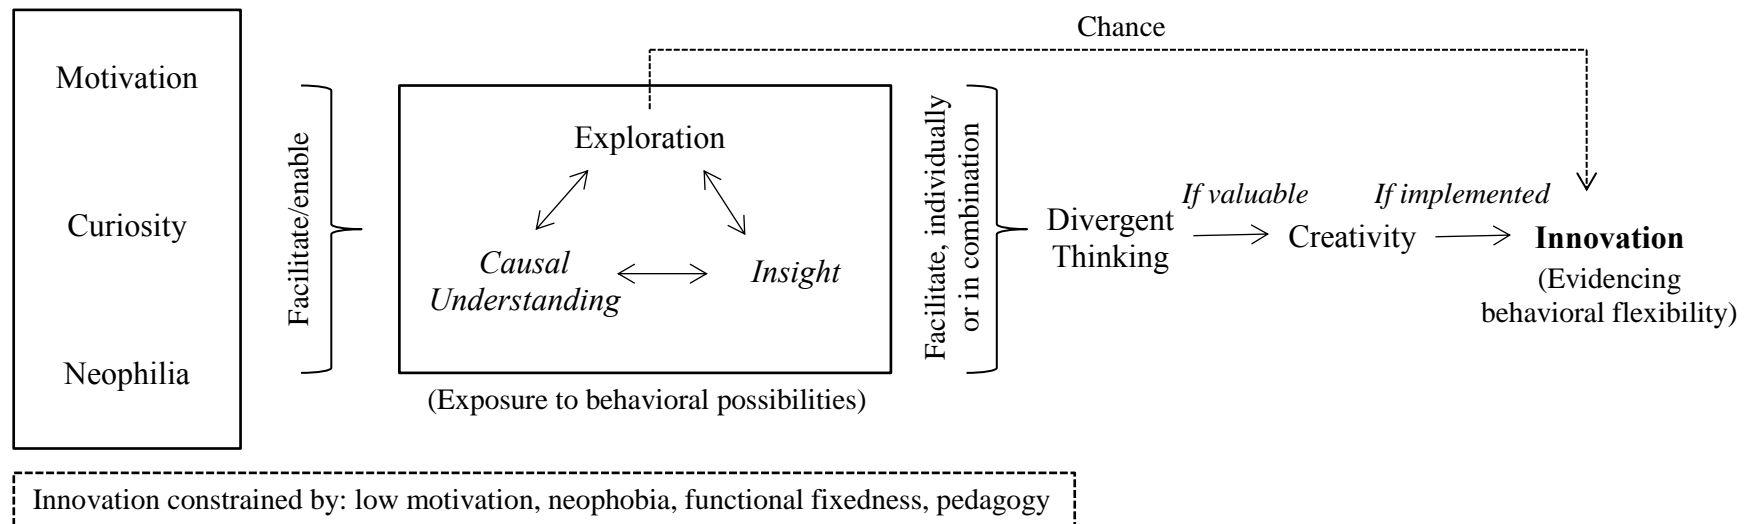 Motivation
Curiosity
Neophilia
Facilitate/enable
Exploration
Causal
Understanding
Insight
(Exposure to behavioral possibilities)
Facilitate, individually
or in combination
Chance
Divergent
Thinking
If valuable
Creativity
If implemented
Innovation
(Evidencing
behavioral flexibility)
Innovation constrained by: low motivation, neophobia, functional fixedness, pedagogy